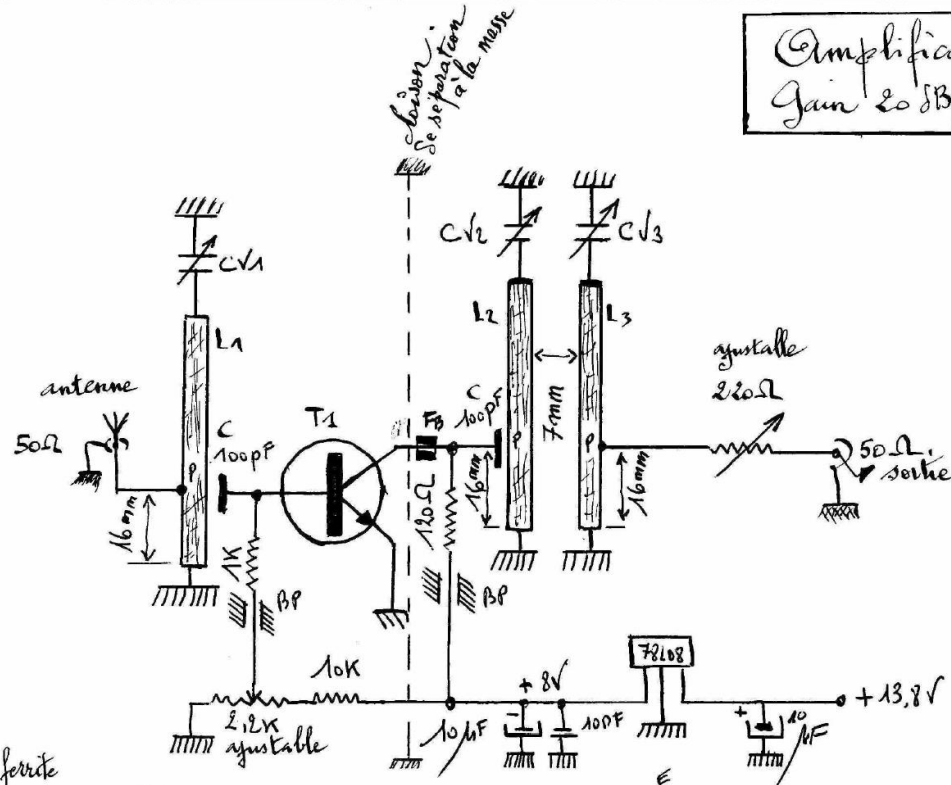 Cloison
de séparation
à la masse
Amplifica
Gain 20 dB
CV1
CV2
CV3
L1
L2
L3
antenne
50Ω
C
100pF
T1
FB
C
100pF
7mm
ajustable
220Ω
50Ω
sortie
P
P
P
16mm
16mm
16mm
1K
120Ω
BP
BP
10K
2,2K
ajustable
+ 8V
78L08
+13,8V
-
10µF
10nF
+
10
µF
E
ferrite